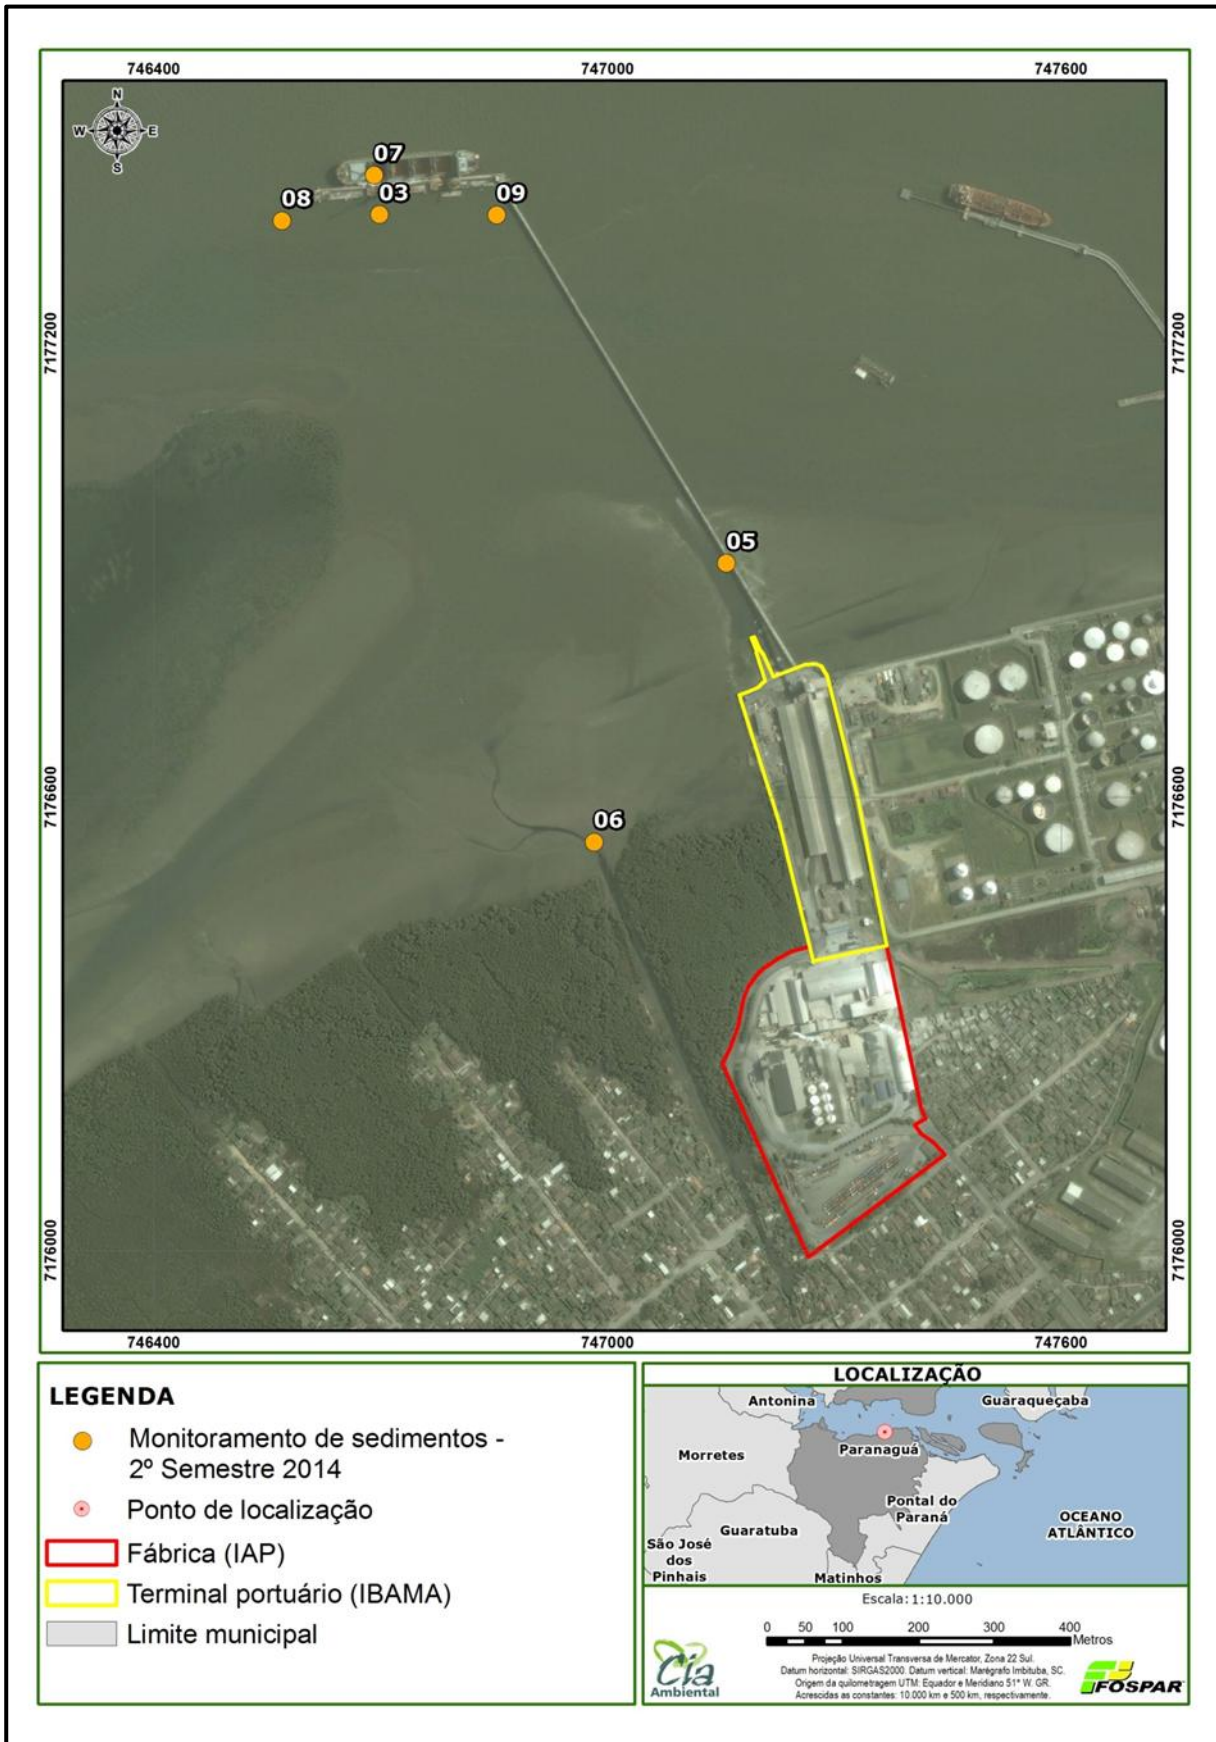 746400
747000
747600
N
W
E
S
07
08
03
09
7177200
7177200
05
7176600
7176600
06
7176000
7176000
746400
747000
747600
LEGENDA
Monitoramento de sedimentos -
2º Semestre 2014
Ponto de localização
Fábrica (IAP)
Terminal portuário (IBAMA)
Limite municipal
LOCALIZAÇÃO
Antonina
Guaraqueçaba
Morretes
Paranaguá
Pontal do
Paraná
Guaratuba
OCEANO
ATLÂNTICO
São José
dos
Pinhais
Matinhos
Escala: 1:10.000
0 50 100 200 300 400
Metros
Projeção Universal Transversa de Mercator, Zona 22 Sul.
Datum horizontal: SIRGAS2000. Datum vertical: Marégrafo Imbituba, SC.
Origem da quilometragem UTM: Equador e Meridiano 51° W. GR.
Acrescidas as constantes: 10.000 km e 500 km, respectivamente.
Cia
Ambiental
FOSPAR